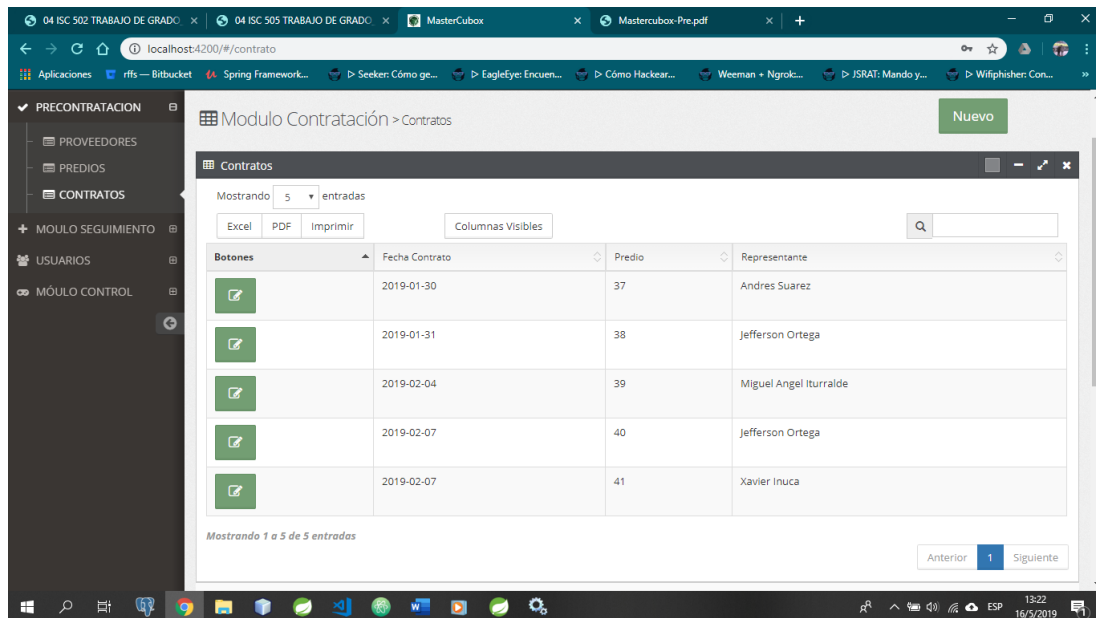 04 ISC 502 TRABAJO DE GRADO
04 ISC 505 TRABAJO DE GRADO
MasterCubox
Mastercubox-Pre.pdf
localhost:4200/#/contrato
Aplicaciones
rffs — Bitbucket
Spring Framework...
ᐅ Seeker: Cómo ge...
ᐅ EagleEye: Encuen...
ᐅ Cómo Hackear...
Weeman + Ngrok:...
ᐅ JSRAT: Mando y...
ᐅ Wifiphisher: Con...
»
PRECONTRATACION
PROVEEDORES
PREDIOS
CONTRATOS
MOULO SEGUIMIENTO
USUARIOS
MÓULO CONTROL
Modulo Contratación > Contratos
Nuevo
Contratos
Mostrando 5 entradas
Excel PDF Imprimir Columnas Visibles
Botones Fecha Contrato Predio Representante
2019-01-30 37 Andres Suarez
2019-01-31 38 Jefferson Ortega
2019-02-04 39 Miguel Angel Iturralde
2019-02-07 40 Jefferson Ortega
2019-02-07 41 Xavier Inuca
Mostrando 1 a 5 de 5 entradas
Anterior 1 Siguiente
ESP
13:22
16/5/2019